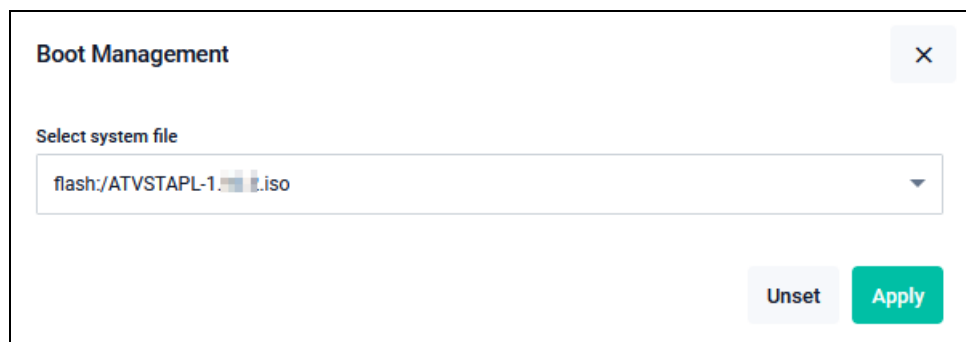 Boot Management
Select system file
flash:/ATVSTAPL-1. .iso
Unset Apply